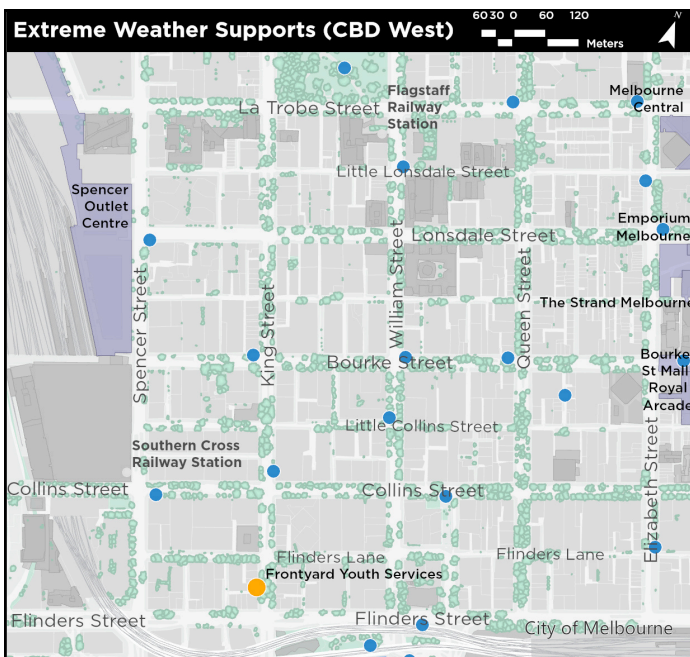 Extreme Weather Supports (CBD West)
60 30 0 60 120
Meters
N
Flagstaff
Railway
Station
Melbourne
Central
La Trobe Street
Little Lonsdale Street
Spencer
Outlet
Centre
Emporium
Melbourne
Lonsdale Street
William Street
Queen Street
Spencer Street
King Street
The Strand Melbourne
Bourke Street
Bourke
St Mall
Royal
Arcade
Little Collins Street
Elizabeth Street
Southern Cross
Railway Station
Collins Street
Collins Street
Flinders Lane
Flinders Lane
Frontyard Youth Services
Flinders Street
Flinders Street
City of Melbourne